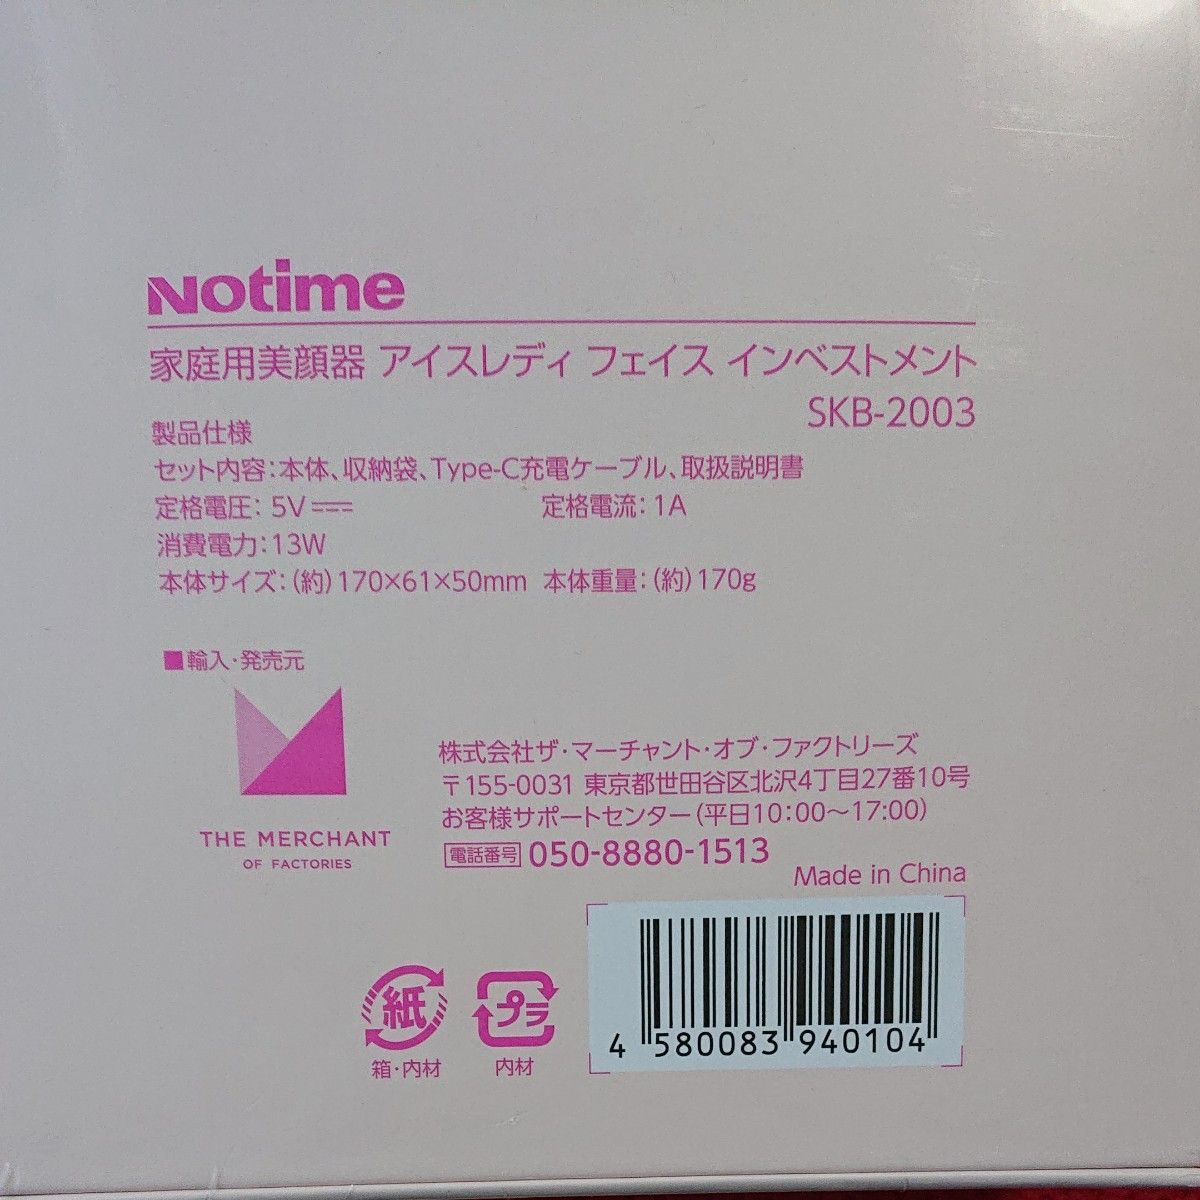 Notime
家庭用美顔器 アイスレディ フェイス インベストメント
SKB-2003
製品仕様
セット内容：本体、収納袋、Type-C充電ケーブル、取扱説明書
定格電圧：5V⎓ 定格電流：1A
消費電力：13W
本体サイズ：(約)170×61×50mm 本体重量：(約)170g
■輸入・発売元
THE MERCHANT
OF FACTORIES
株式会社ザ・マーチャント・オブ・ファクトリーズ
〒155-0031 東京都世田谷区北沢4丁目27番10号
お客様サポートセンター(平日10：00〜17:00)
電話番号 050-8880-1513
Made in China
紙
箱・内材
プラ
内材
4 580083 940104